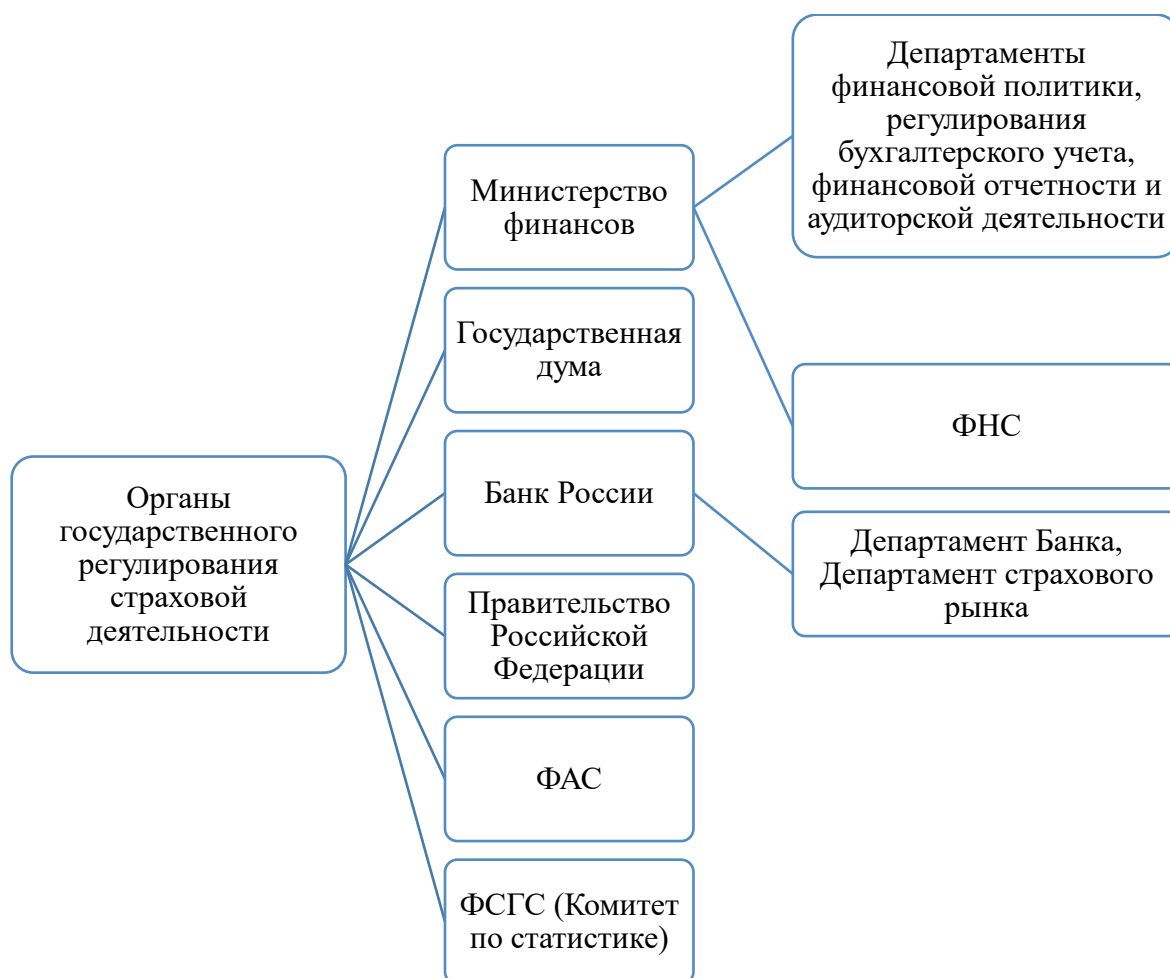 Органы
государственного
регулирования
страховой
деятельности
Министерство
финансов
Государственная
дума
Банк России
Правительство
Российской
Федерации
ФАС
ФСГС (Комитет
по статистике)
Департаменты
финансовой политики,
регулирования
бухгалтерского учета,
финансовой отчетности и
аудиторской деятельности
ФНС
Департамент Банка,
Департамент страхового
рынка